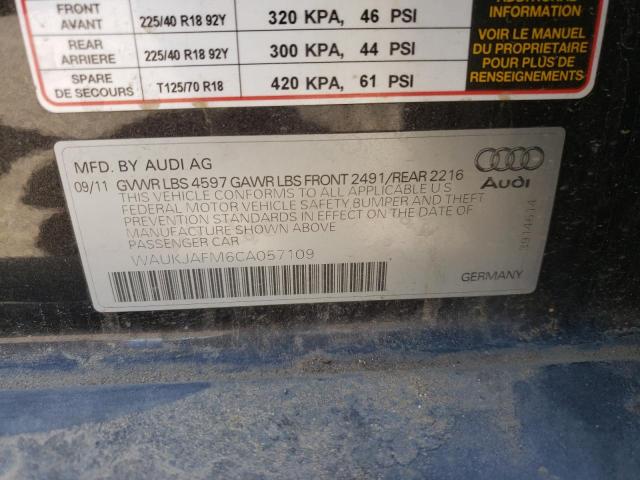 FRONT
AVANT
225/40 R18 92Y
320 KPA, 46 PSI
REAR
ARRIERE
225/40 R18 92Y
300 KPA, 44 PSI
SPARE
DE SECOURS
T125/70 R18
420 KPA, 61 PSI
ADDITIONAL
INFORMATION
VOIR LE MANUEL
DU PROPRIETAIRE
POUR PLUS DE
RENSEIGNEMENTS
MFD. BY AUDI AG
09/11 GVWR LBS 4597 GAWR LBS FRONT 2491/REAR 2216
THIS VEHICLE CONFORMS TO ALL APPLICABLE U S
FEDERAL MOTOR VEHICLE SAFETY, BUMPER AND THEFT
PREVENTION STANDARDS IN EFFECT ON THE DATE OF
MANUFACTURE SHOWN ABOVE
PASSENGER CAR
WAUKJAFM6CA057109
Audi
3914614
GERMANY